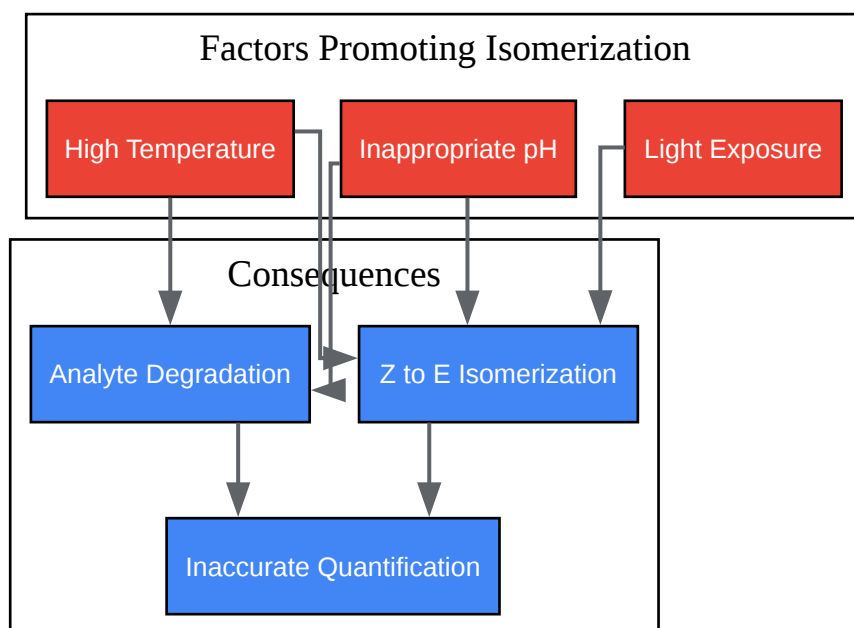 Factors Promoting Isomerization
High Temperature
Inappropriate pH
Light Exposure
Consequences
Analyte Degradation
Z to E Isomerization
Inaccurate Quantification